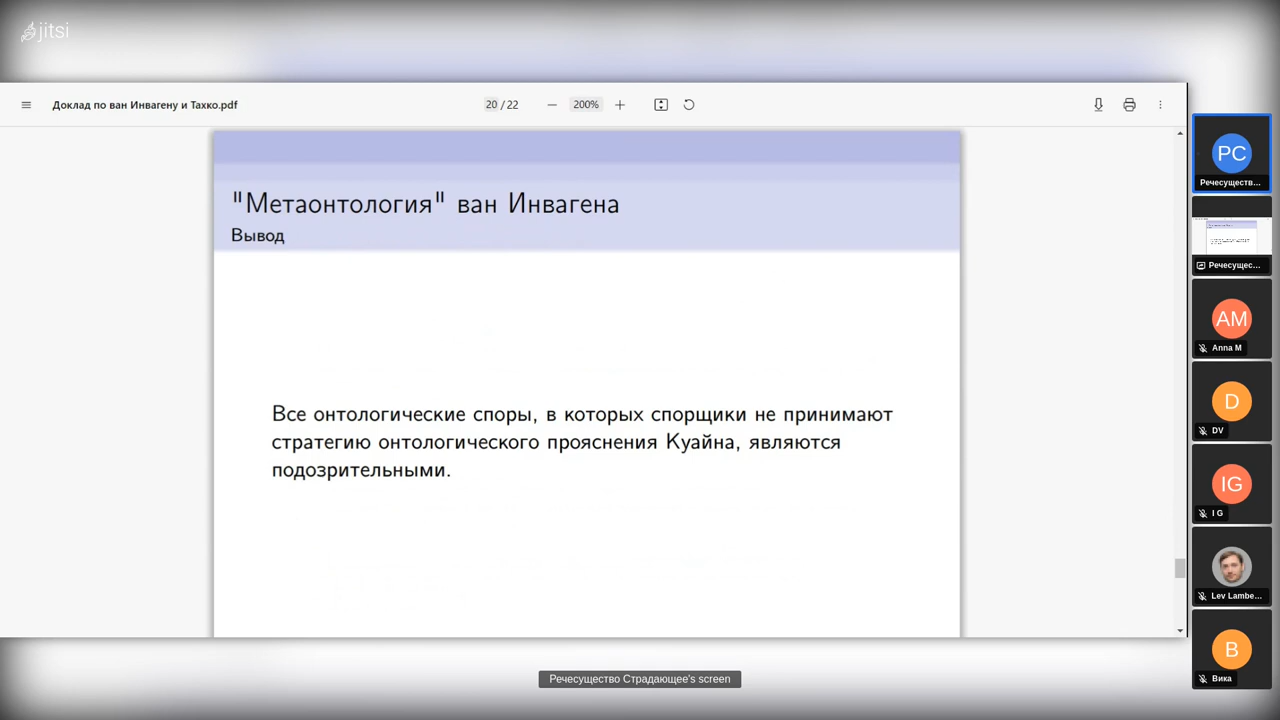 jitsi
Доклад по ван Инвагену и Тахко.pdf
20 / 22
200%
"Метаонтология" ван Инвагена
Вывод
Все онтологические споры, в которых спорщики не принимают
стратегию онтологического прояснения Куайна, являются
подозрительными.
PC
Речесуществ...
Речесущес...
AM
Anna M
D
DV
IG
I G
Lev Lambe...
B
Вика
Речесущество Страдающее's screen